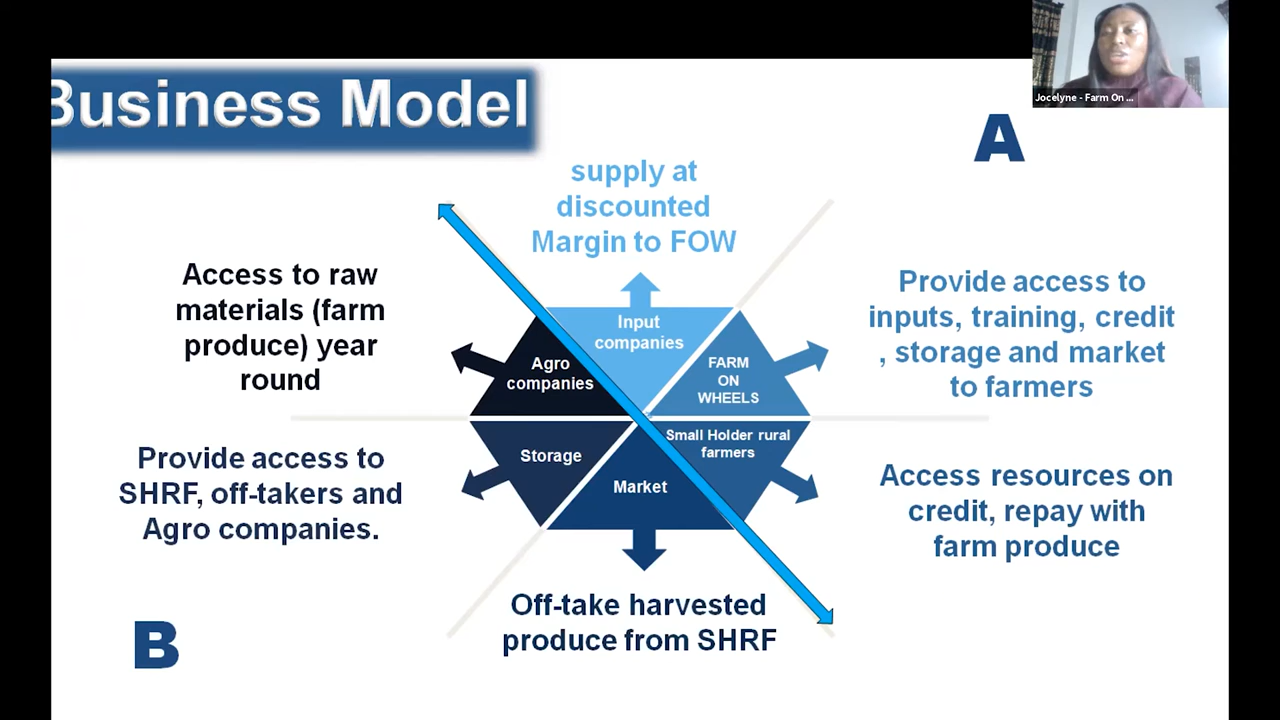 Business Model
Jocelyne - Farm On ...
A
supply at
discounted
Margin to FOW
Access to raw
materials (farm
produce) year
round
Provide access to
inputs, training, credit
, storage and market
to farmers
Input
companies
Agro
companies
FARM
ON
WHEELS
Small Holder rural
farmers
Storage
Market
Provide access to
SHRF, off-takers and
Agro companies.
Access resources on
credit, repay with
farm produce
Off-take harvested
produce from SHRF
B